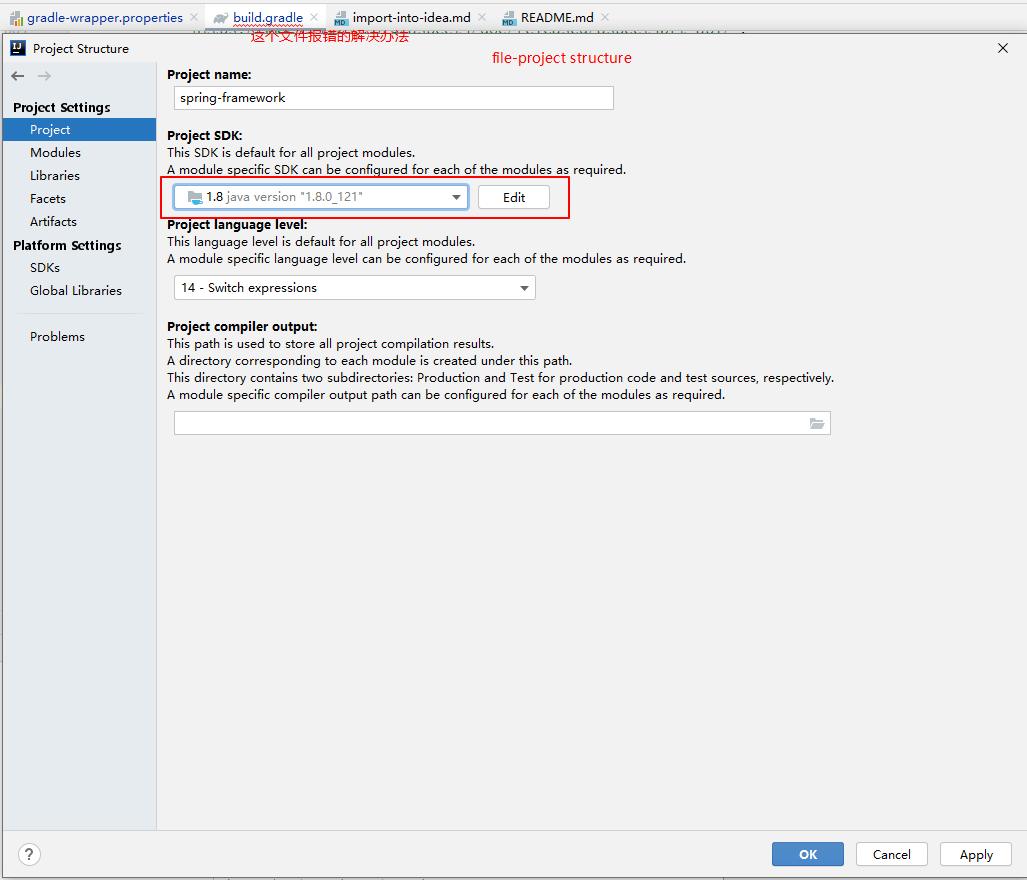 gradle-wrapper.properties
build.gradle
import-into-idea.md
README.md
这个文件报错的解决办法
Project Structure
file-project structure
Project Settings
Project
Modules
Libraries
Facets
Artifacts
Platform Settings
SDKs
Global Libraries
Problems
Project name:
spring-framework
Project SDK:
This SDK is default for all project modules.
A module specific SDK can be configured for each of the modules as required.
1.8 java version "1.8.0_121"
Edit
Project language level:
This language level is default for all project modules.
A module specific language level can be configured for each of the modules as required.
14 - Switch expressions
Project compiler output:
This path is used to store all project compilation results.
A directory corresponding to each module is created under this path.
This directory contains two subdirectories: Production and Test for production code and test sources, respectively.
A module specific compiler output path can be configured for each of the modules as required.
?
OK
Cancel
Apply